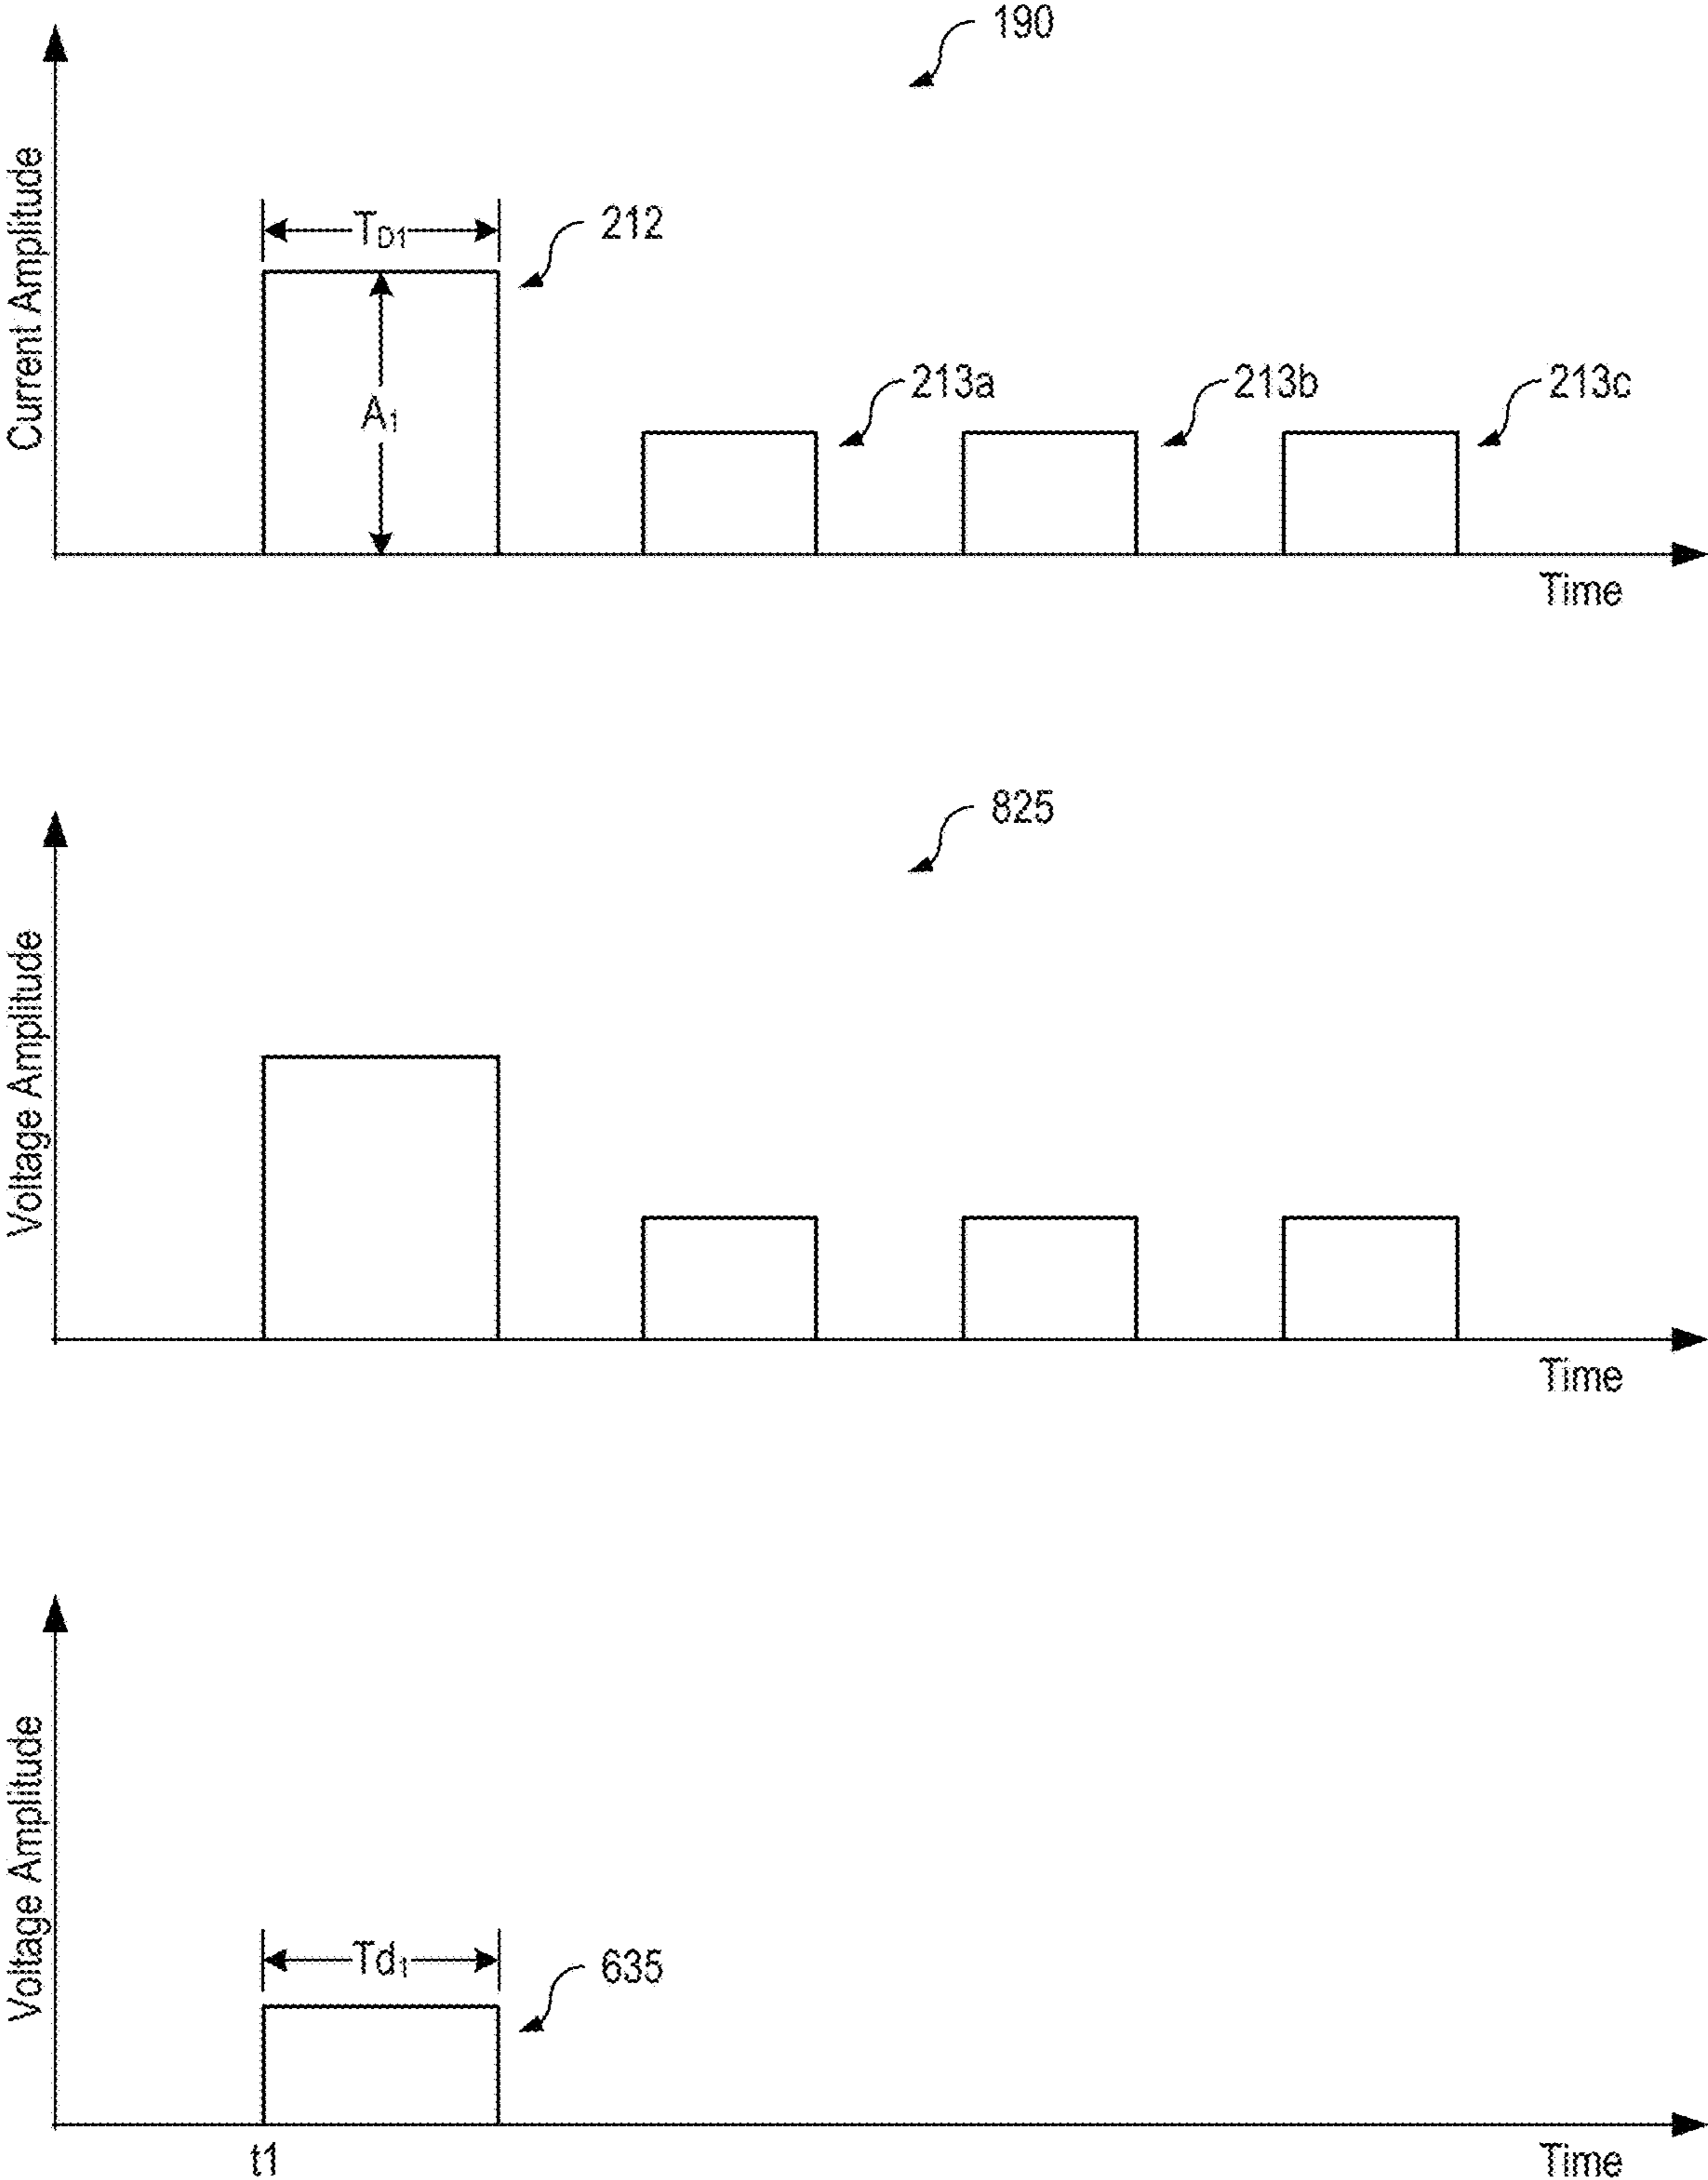 190
Current Amplitude
TD1
212
A1
213a
213b
213c
Time
825
Voltage Amplitude
Time
Voltage Amplitude
Td1
635
t1
Time